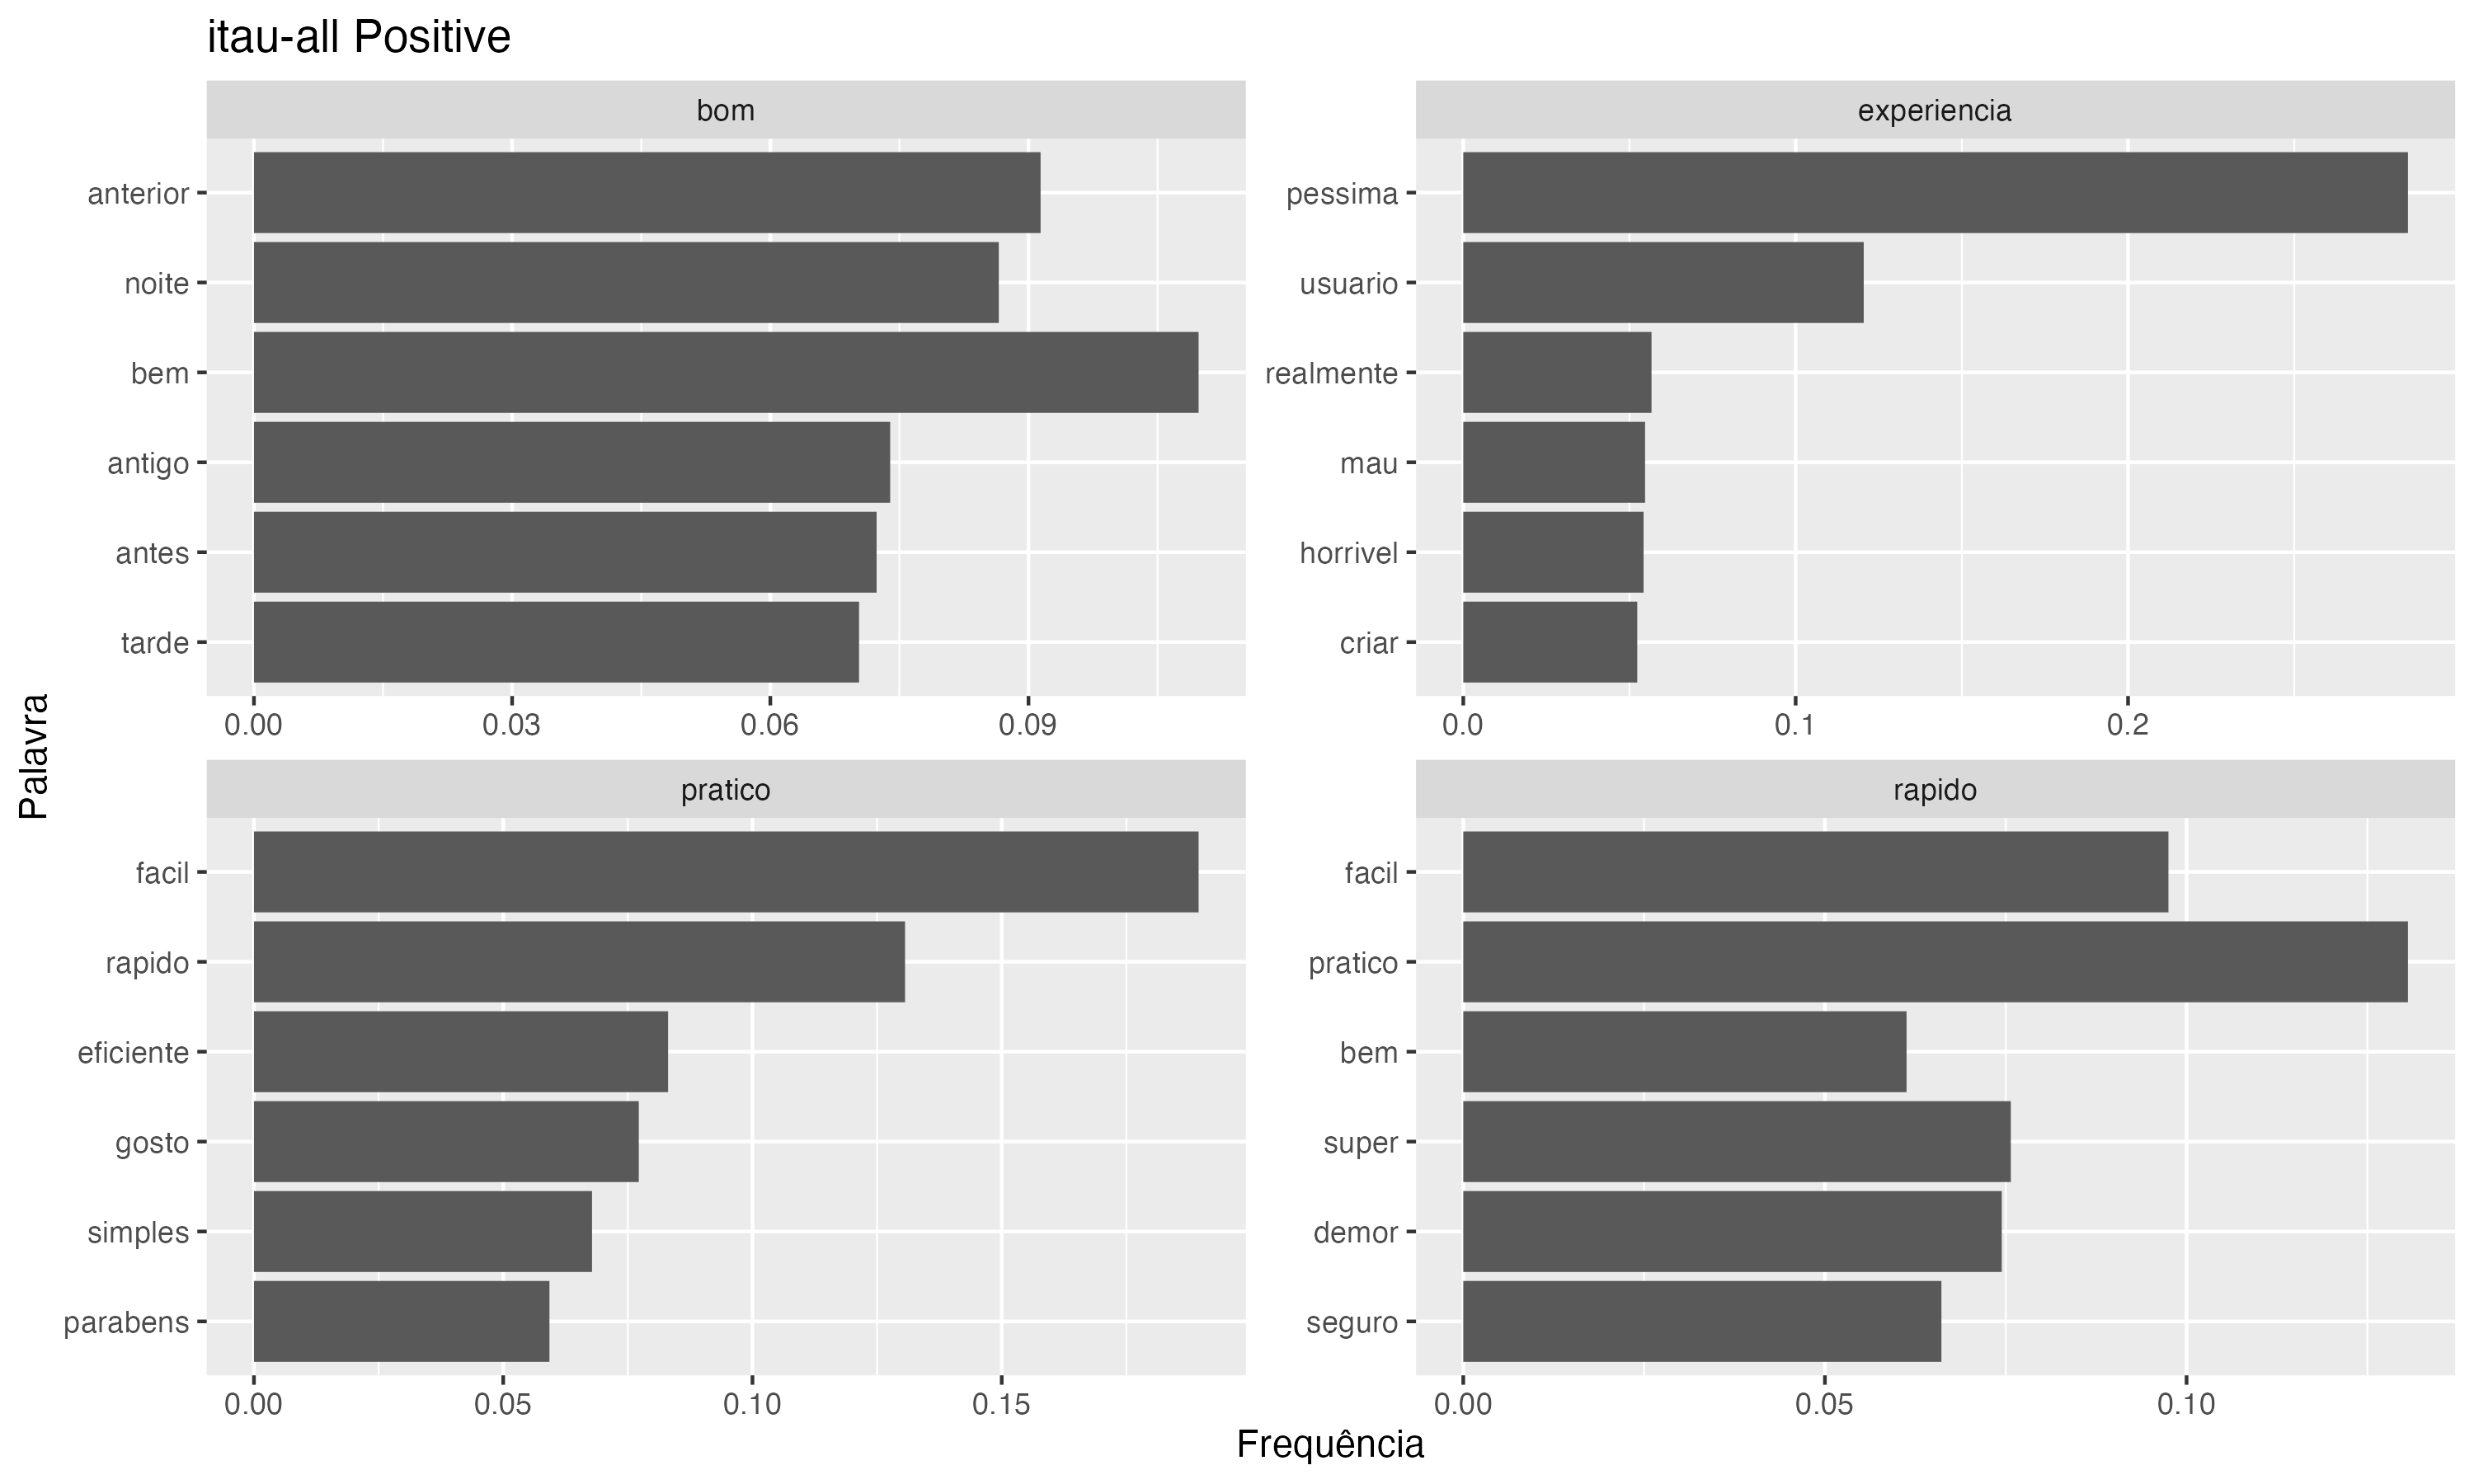 itau-all Positive
bom
anterior
noite
bem
antigo
antes
tarde
0.00 0.03 0.06 0.09
experiencia
pessima
usuario
realmente
mau
horrivel
criar
0.0 0.1 0.2
Palavra
pratico
facil
rapido
eficiente
gosto
simples
parabens
0.00 0.05 0.10 0.15
rapido
facil
pratico
bem
super
demor
seguro
0.00 0.05 0.10
Frequência